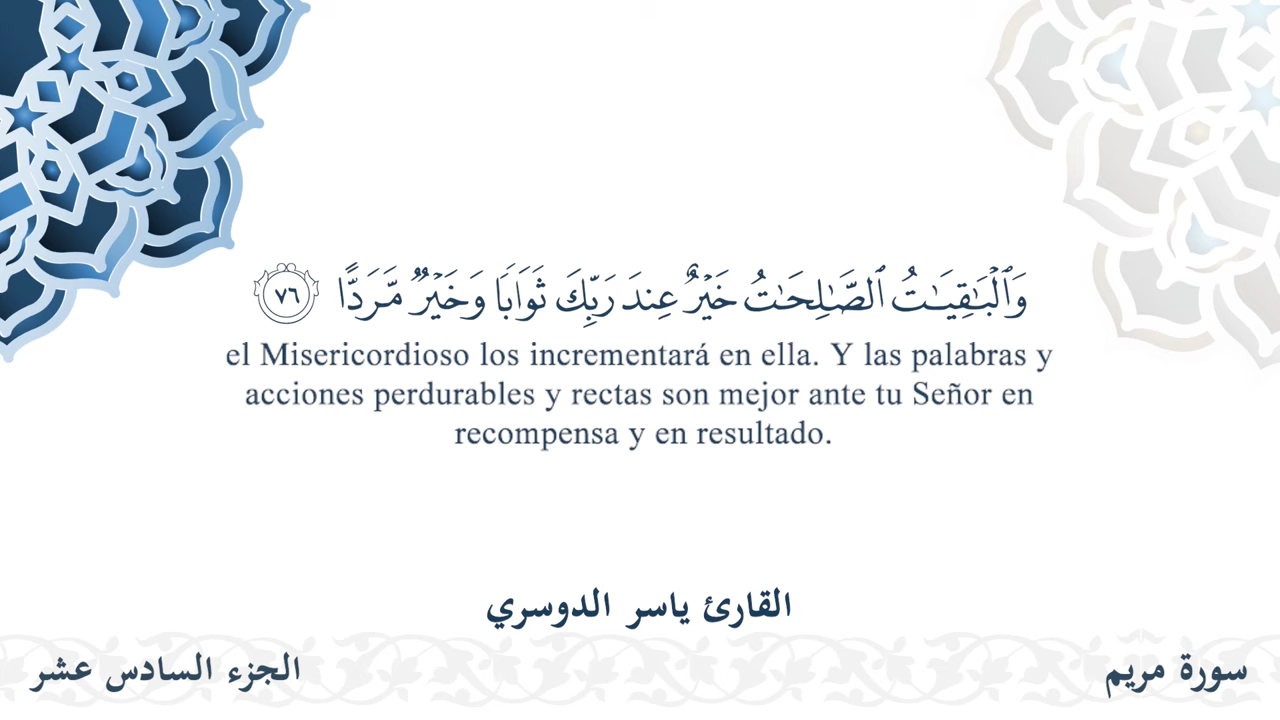 وَٱلْبَـٰقِيَـٰتُ ٱلصَّـٰلِحَـٰتُ خَيْرٌ عِندَ رَبِّكَ ثَوَابًا وَخَيْرٌ مَّرَدًّا ٧٦
el Misericordioso los incrementará en ella. Y las palabras y
acciones perdurables y rectas son mejor ante tu Señor en
recompensa y en resultado.
القارئ ياسر الدوسري
سورة مريم
الجزء السادس عشر